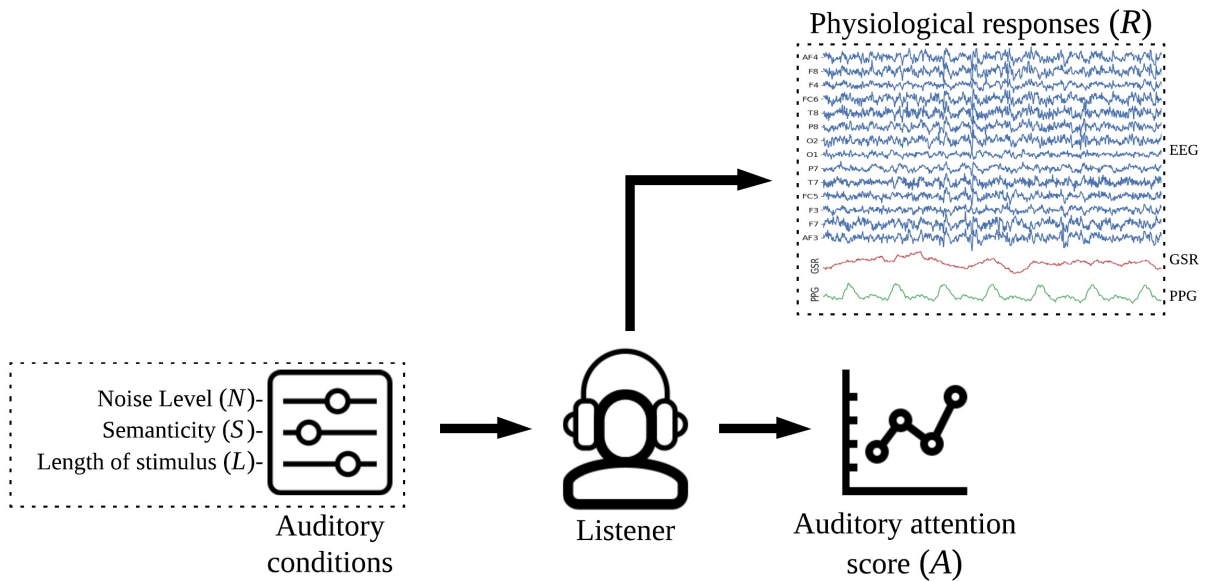 Physiological responses (R)
AF4
F8
F4
FC6
T8
P8
O2
O1
P7
T7
FC5
F3
F7
AF3
EEG
GSR
GSR
PPG
PPG
Noise Level (N)-
Semanticity (S)-
Length of stimulus (L)-
Auditory
conditions
Listener
Auditory attention
score (A)